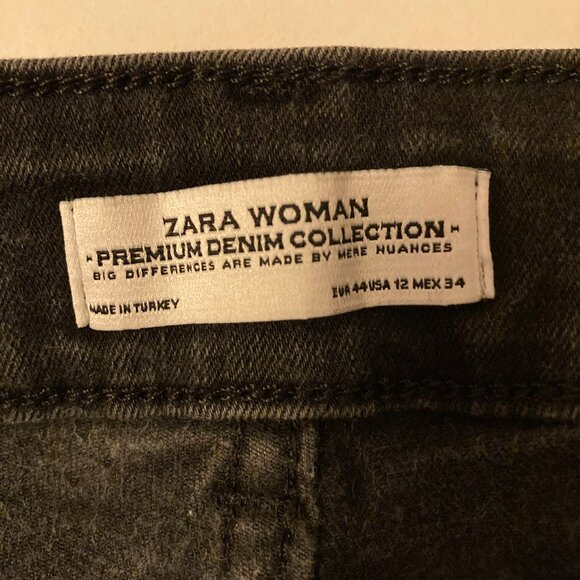 ZARA WOMAN
- PREMIUM DENIM COLLECTION -
BIG DIFFERENCES ARE MADE BY MERE NUANCES
MADE IN TURKEY
EUR 44 USA 12 MEX 34